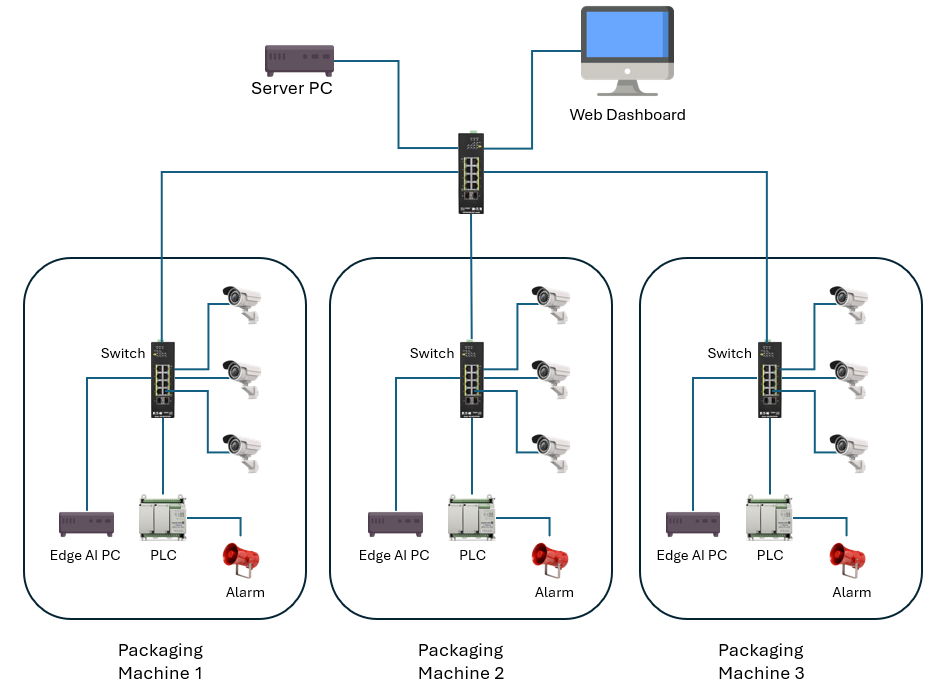 Server PC
Web Dashboard
Switch
Switch
Switch
Edge AI PC
PLC
Edge AI PC
PLC
Edge AI PC
PLC
Alarm
Alarm
Alarm
Packaging
Machine 1
Packaging
Machine 2
Packaging
Machine 3